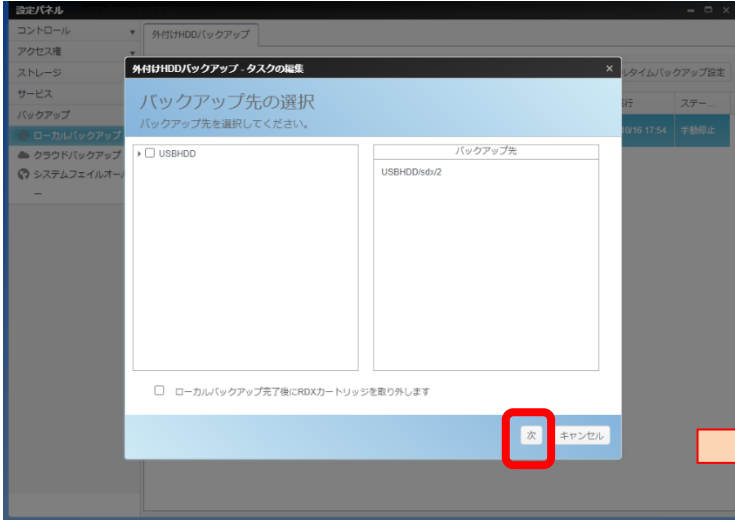 設定パネル
コントロール
アクセス権
ストレージ
サービス
バックアップ
ローカルバックアップ
クラウドバックアップ
システムフェイルオーバ
ー
外付けHDDバックアップ
ルタイムバックアップ設定
行
ステー...
10/16 17:54
手動停止
外付けHDDバックアップ - タスクの編集
バックアップ先の選択
バックアップ先を選択してください。
USBHDD
バックアップ先
USBHDD/sdx/2
ローカルバックアップ完了後にRDXカートリッジを取り外します
次
キャンセル